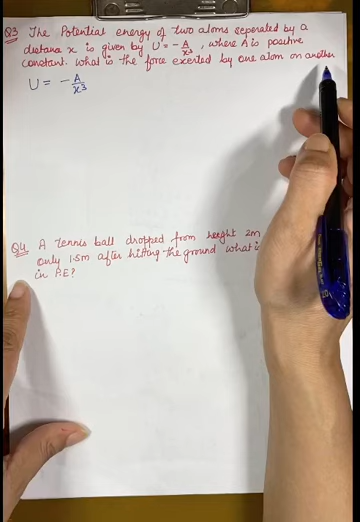 Q3 The Potential energy of two atoms seperated by a
distance x is given by U = -A/x³, where A is positive
constant. what is the force exerted by one atom on another
U = -A/x³
Q4 A tennis ball dropped from height 2m
only 1.5m after hitting the ground what is
in P.E?